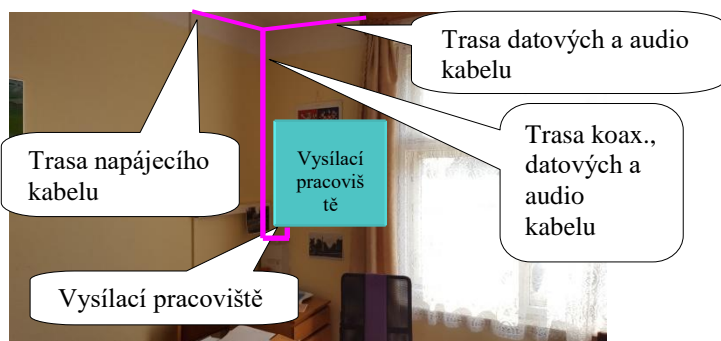 Trasa datových a audio
kabelu
Trasa napájecího
kabelu
Vysílací
pracoviš
tě
Trasa koax.,
datových a
audio
kabelu
Vysílací pracoviště